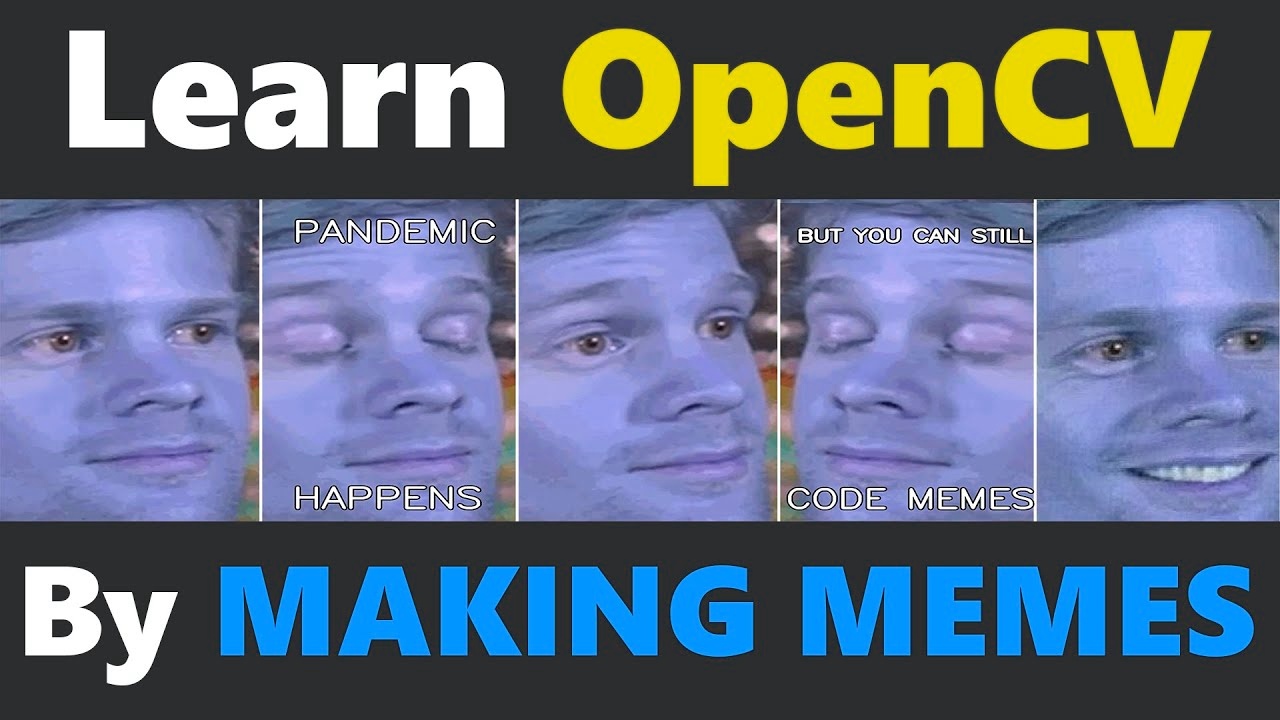 Learn OpenCV
PANDEMIC
HAPPENS
BUT YOU CAN STILL
CODE MEMES
By MAKING MEMES